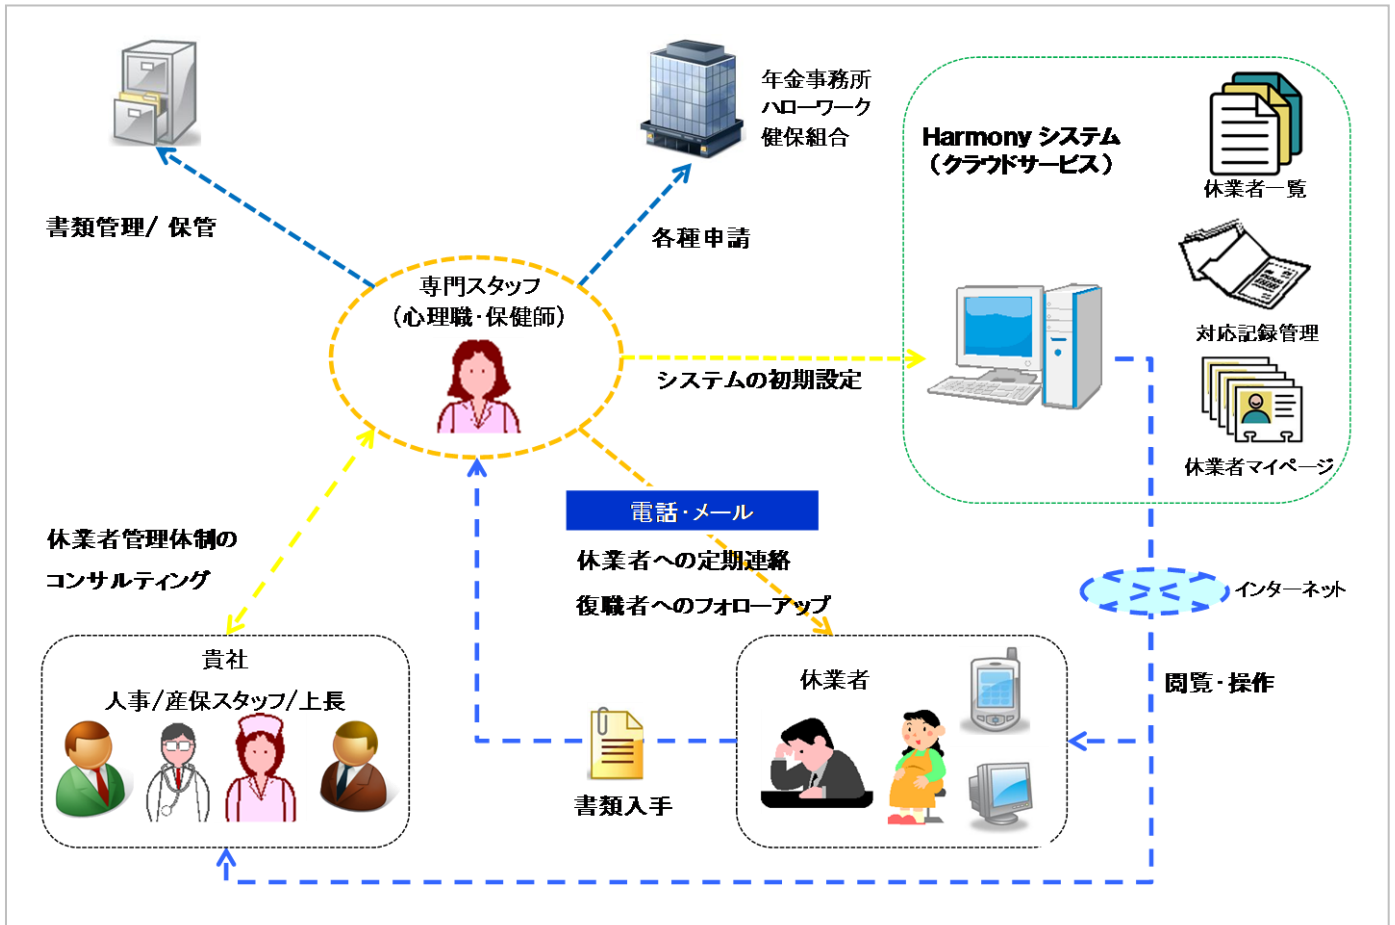 年金事務所
ハローワーク
健保組合
Harmony システム
（クラウドサービス）
休業者一覧
書類管理/ 保管
各種申請
専門スタッフ
（心理職・保健師）
対応記録管理
システムの初期設定
休業者マイページ
電話・メール
休業者管理体制の
コンサルティング
休業者への定期連絡
復職者へのフォローアップ
インターネット
貴社
人事/産保スタッフ/上長
休業者
閲覧・操作
書類入手